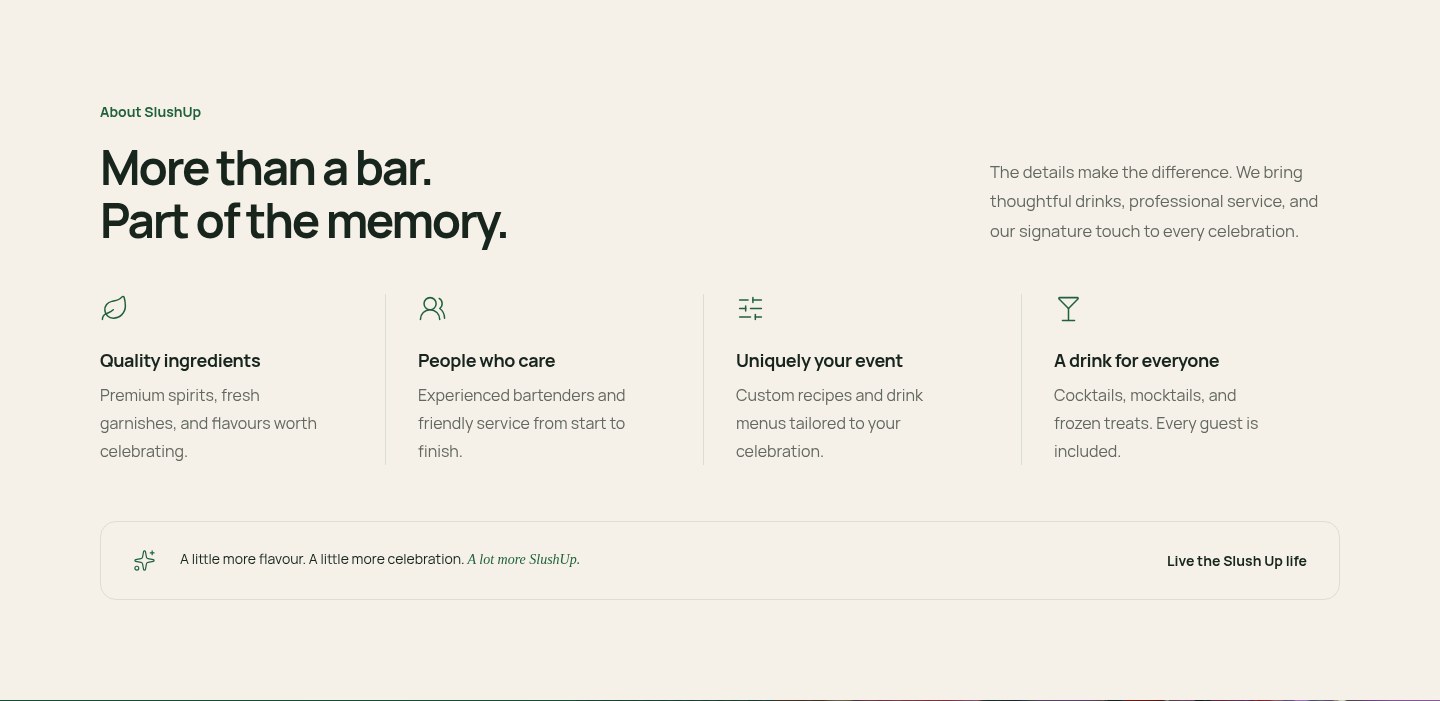 About SlushUp
More than a bar.
Part of the memory.
The details make the difference. We bring
thoughtful drinks, professional service, and
our signature touch to every celebration.
Quality ingredients
Premium spirits, fresh
garnishes, and flavours worth
celebrating.
People who care
Experienced bartenders and
friendly service from start to
finish.
Uniquely your event
Custom recipes and drink
menus tailored to your
celebration.
A drink for everyone
Cocktails, mocktails, and
frozen treats. Every guest is
included.
A little more flavour. A little more celebration. A lot more SlushUp.
Live the Slush Up life